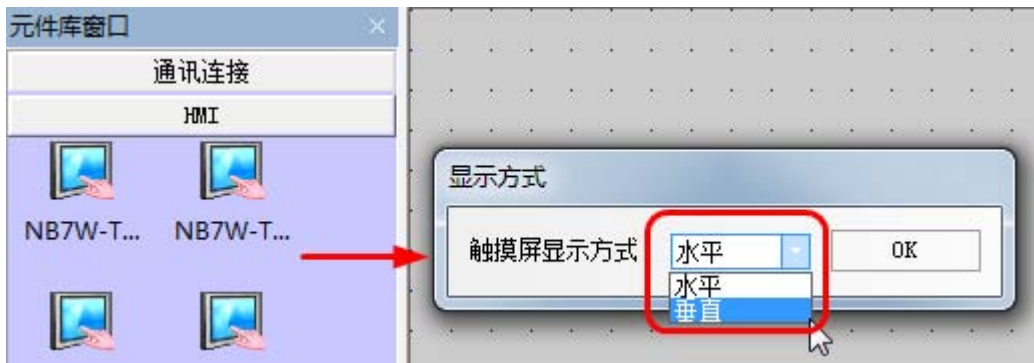 元件库窗口
通讯连接
HMI
NB7W-T... NB7W-T...
显示方式
触摸屏显示方式 水平 OK
水平
垂直